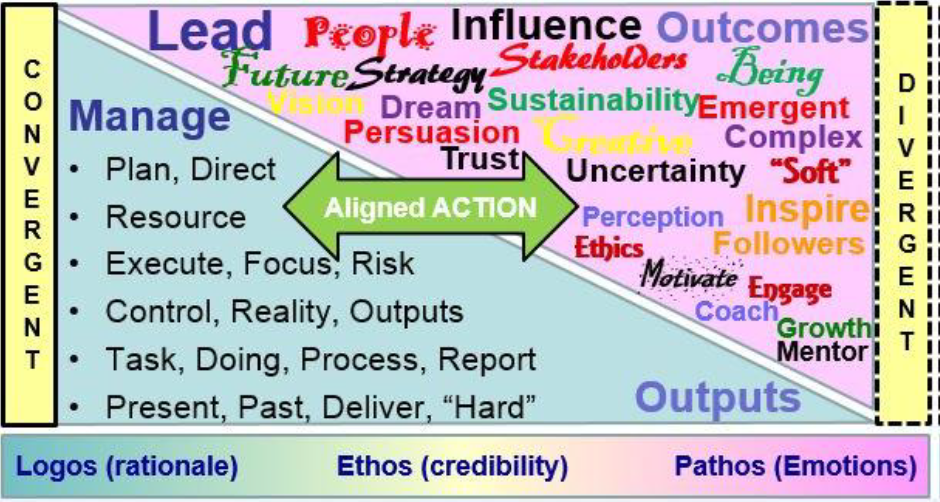 CONVERGENT
Lead People Influence Outcomes
Future Strategy Stakeholders Being
Vision Dream Sustainability Emergent
Persuasion Creative Complex
Trust Uncertainty "Soft"
Manage
• Plan, Direct
• Resource
• Execute, Focus, Risk
• Control, Reality, Outputs
• Task, Doing, Process, Report
• Present, Past, Deliver, "Hard"
Aligned ACTION
Perception Inspire
Ethics Followers
Motivate Engage
Coach
Growth
Mentor
Outputs
DIVERGENT
Logos (rationale) Ethos (credibility) Pathos (Emotions)